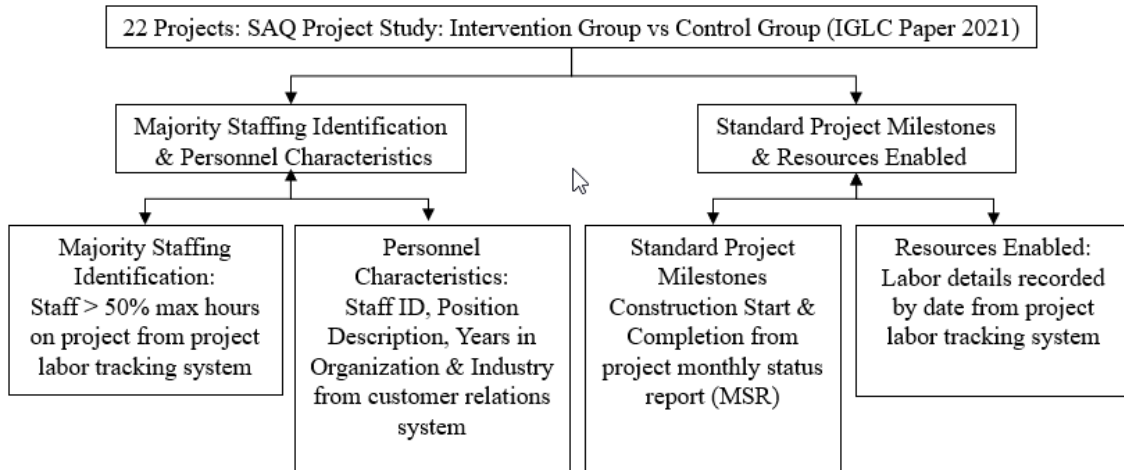 22 Projects: SAQ Project Study: Intervention Group vs Control Group (IGLC Paper 2021)
Majority Staffing Identification
& Personnel Characteristics
Standard Project Milestones
& Resources Enabled
Majority Staffing
Identification:
Staff > 50% max hours
on project from project
labor tracking system
Personnel
Characteristics:
Staff ID, Position
Description, Years in
Organization & Industry
from customer relations
system
Standard Project
Milestones
Construction Start &
Completion from
project monthly status
report (MSR)
Resources Enabled:
Labor details recorded
by date from project
labor tracking system